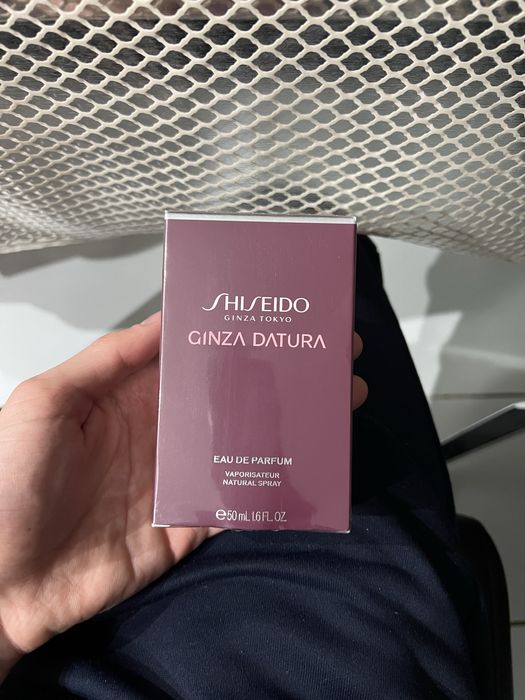 SHISEIDO
GINZA TOKYO
GINZA DATURA
EAU DE PARFUM
VAPORISATEUR
NATURAL SPRAY
℮50 mL 1.6 FL. OZ.